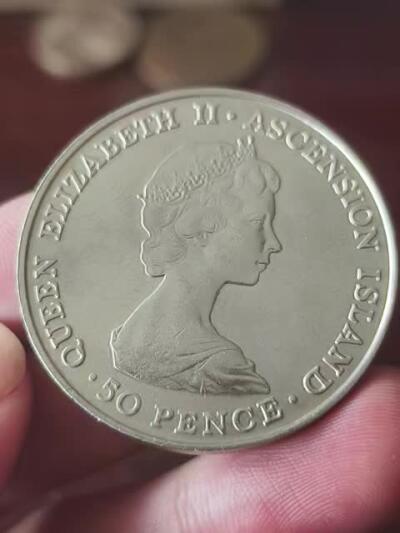 QUEEN ELIZABETH II · ASCENSION ISLAND
· 50 PENCE ·